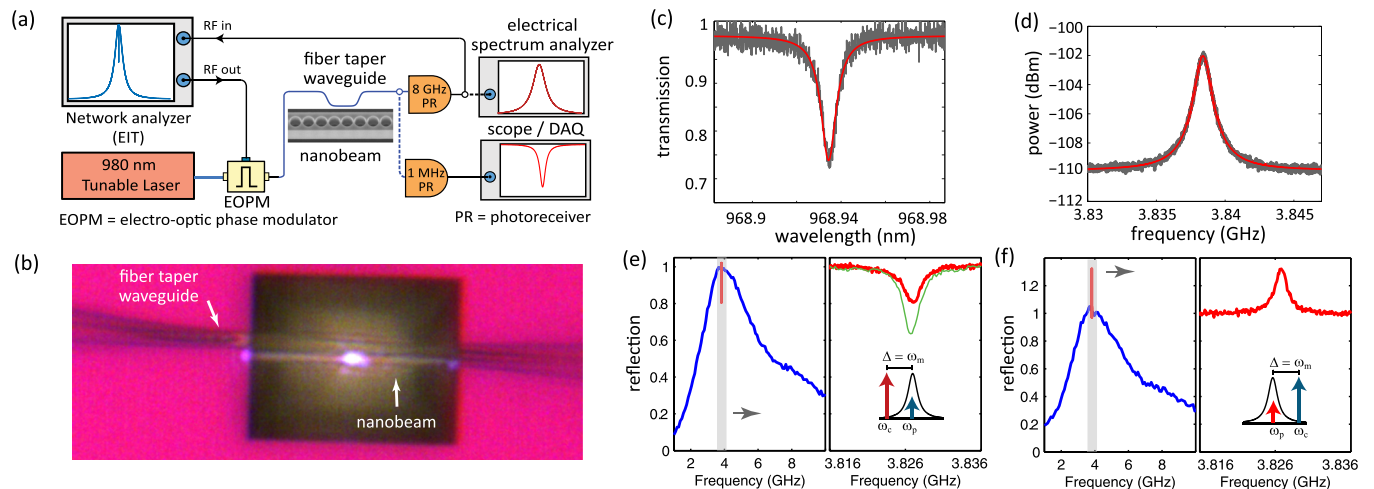 (a)
RF in
RF out
Network analyzer
(EIT)
980 nm
Tunable Laser
EOPM
EOPM = electro-optic phase modulator
fiber taper
waveguide
nanobeam
8 GHz
PR
1 MHz
PR
electrical
spectrum analyzer
scope / DAQ
PR = photoreceiver
(b)
fiber taper
waveguide
nanobeam
(c)
transmission
1
0.9
0.8
0.7
968.9
968.94
968.98
wavelength (nm)
(d)
power (dBm)
−100
−102
−104
−106
−108
−110
−112
3.83
3.835
3.84
3.845
frequency (GHz)
(e)
reflection
1
0.8
0.6
0.4
0.2
0
2
4
6
8
Frequency (GHz)
Δ = ωm
ωc
ωp
3.816
3.826
3.836
Frequency (GHz)
(f)
reflection
1.2
1.0
0.8
0.6
0.4
0.2
0
2
4
6
8
Frequency (GHz)
Δ = ωm
ωp
ωc
3.816
3.826
3.836
Frequency (GHz)